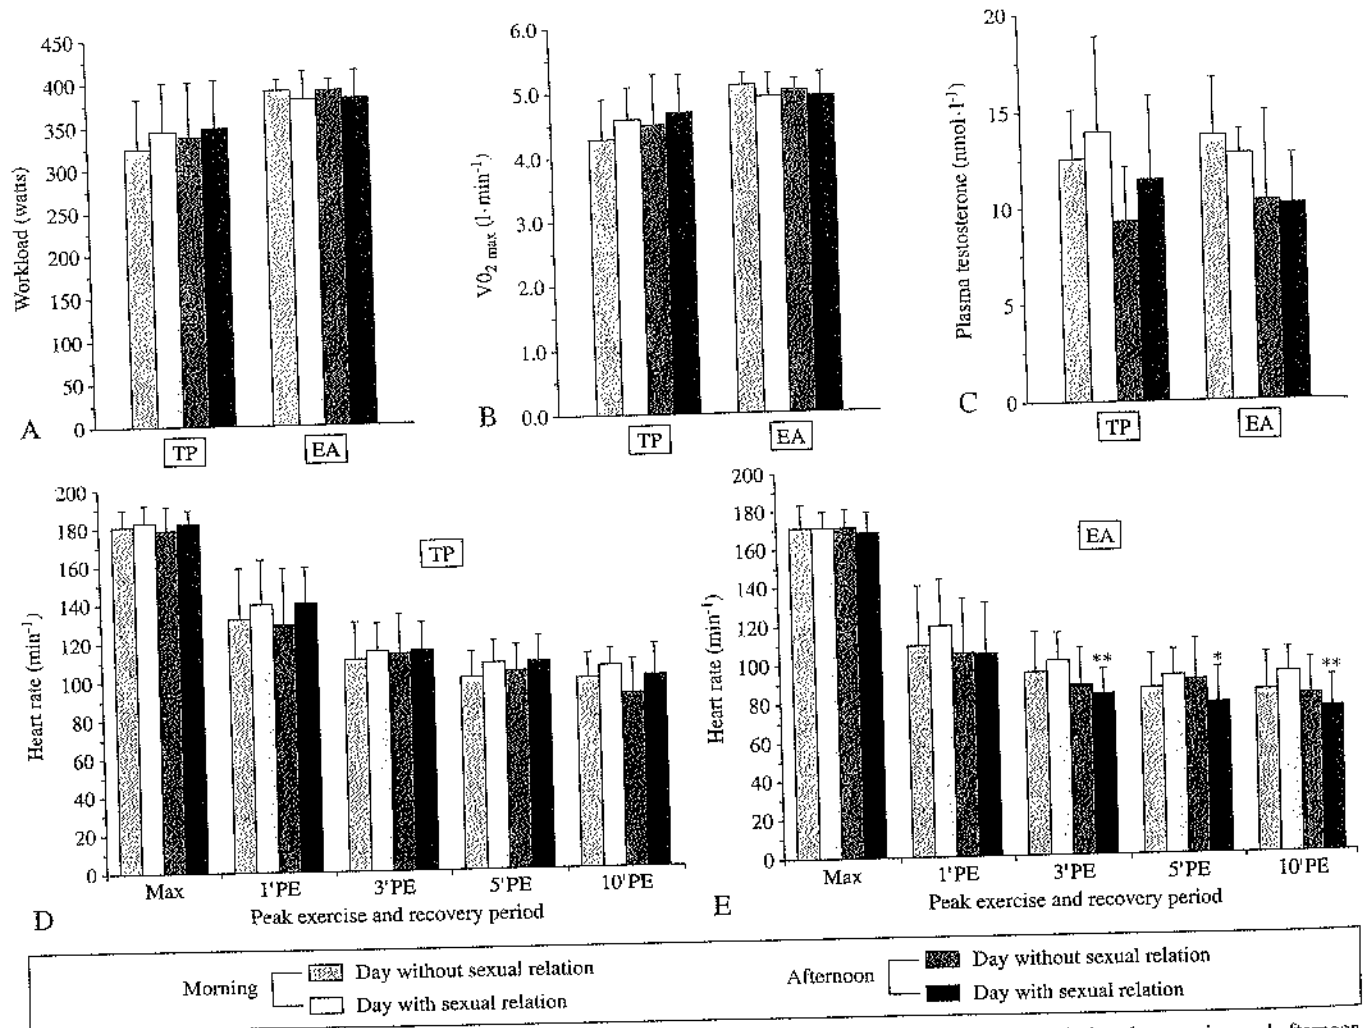 Workload (watts)
450
400
350
300
250
200
150
100
50
0
A
TP
EA
VO2 max (l·min-1)
6.0
5.0
4.0
3.0
2.0
1.0
0.0
B
TP
EA
Plasma testosterone (nmol·l-1)
20
15
10
5
0
C
TP
EA
Heart rate (min-1)
200
180
160
140
120
100
80
60
40
20
0
TP
Max
1'PE
3'PE
5'PE
10'PE
D
Peak exercise and recovery period
Heart rate (min-1)
200
180
160
140
120
100
80
60
40
20
0
EA
**
*
**
Max
1'PE
3'PE
5'PE
10'PE
E
Peak exercise and recovery period
Morning
Day without sexual relation
Day with sexual relation
Afternoon
Day without sexual relation
Day with sexual relation